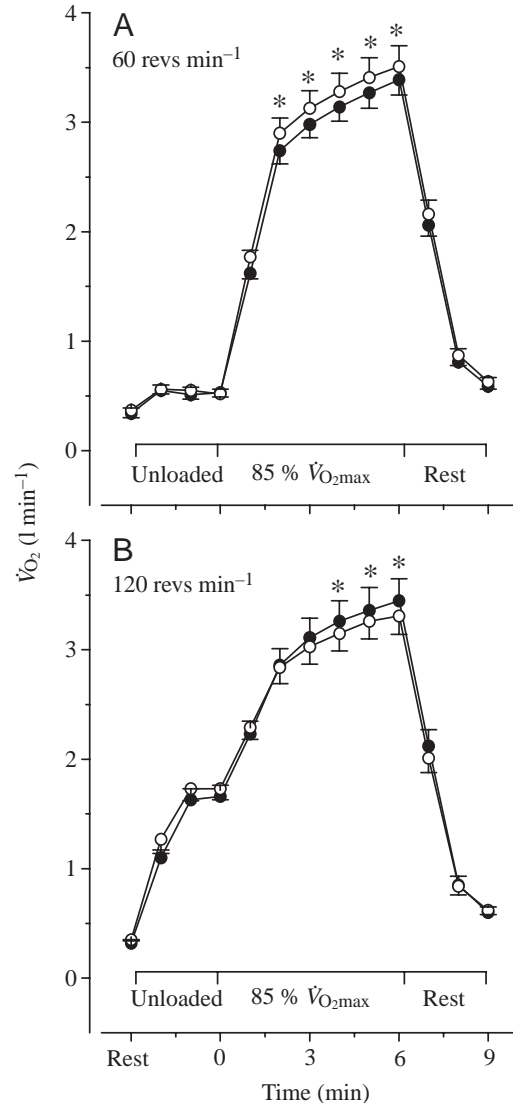 A
60 revs min⁻¹
* * * * *
4
3
2
1
0
Unloaded 85 % V̇O₂max Rest
V̇O₂ (l min⁻¹)
B
120 revs min⁻¹
* * *
4
3
2
1
0
Unloaded 85 % V̇O₂max Rest
Rest 0 3 6 9
Time (min)